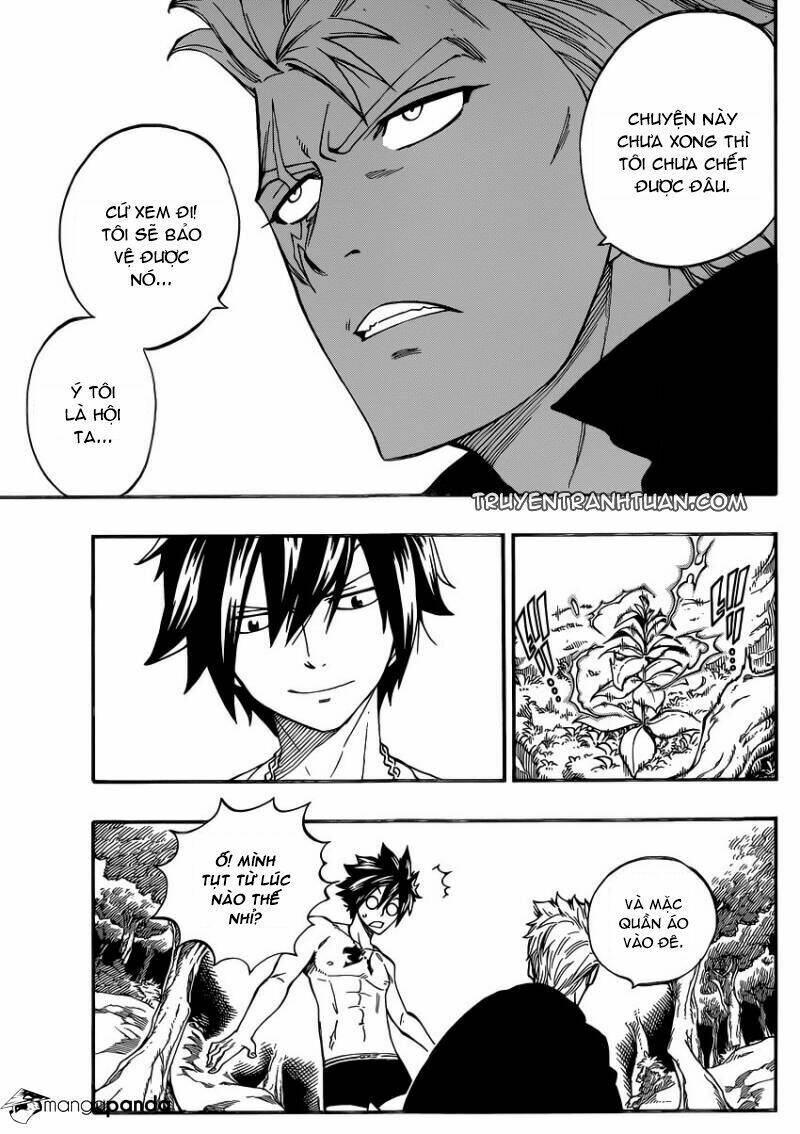 CHUYỆN NÀY
CHƯA XONG THÌ
TÔI CHƯA CHẾT
ĐƯỢC ĐÂU.
CỨ XEM ĐI!
TÔI SẼ BẢO
VỆ ĐƯỢC
NÓ...
Ý TÔI
LÀ HỘI
TA...
TRUYENTRANHTUAN.COM
VÀ MẶC
QUẦN ÁO
VÀO ĐÊ.
Ố! MÌNH
TỤT TỪ LÚC
NÀO THẾ
NHỈ?
mangapanda